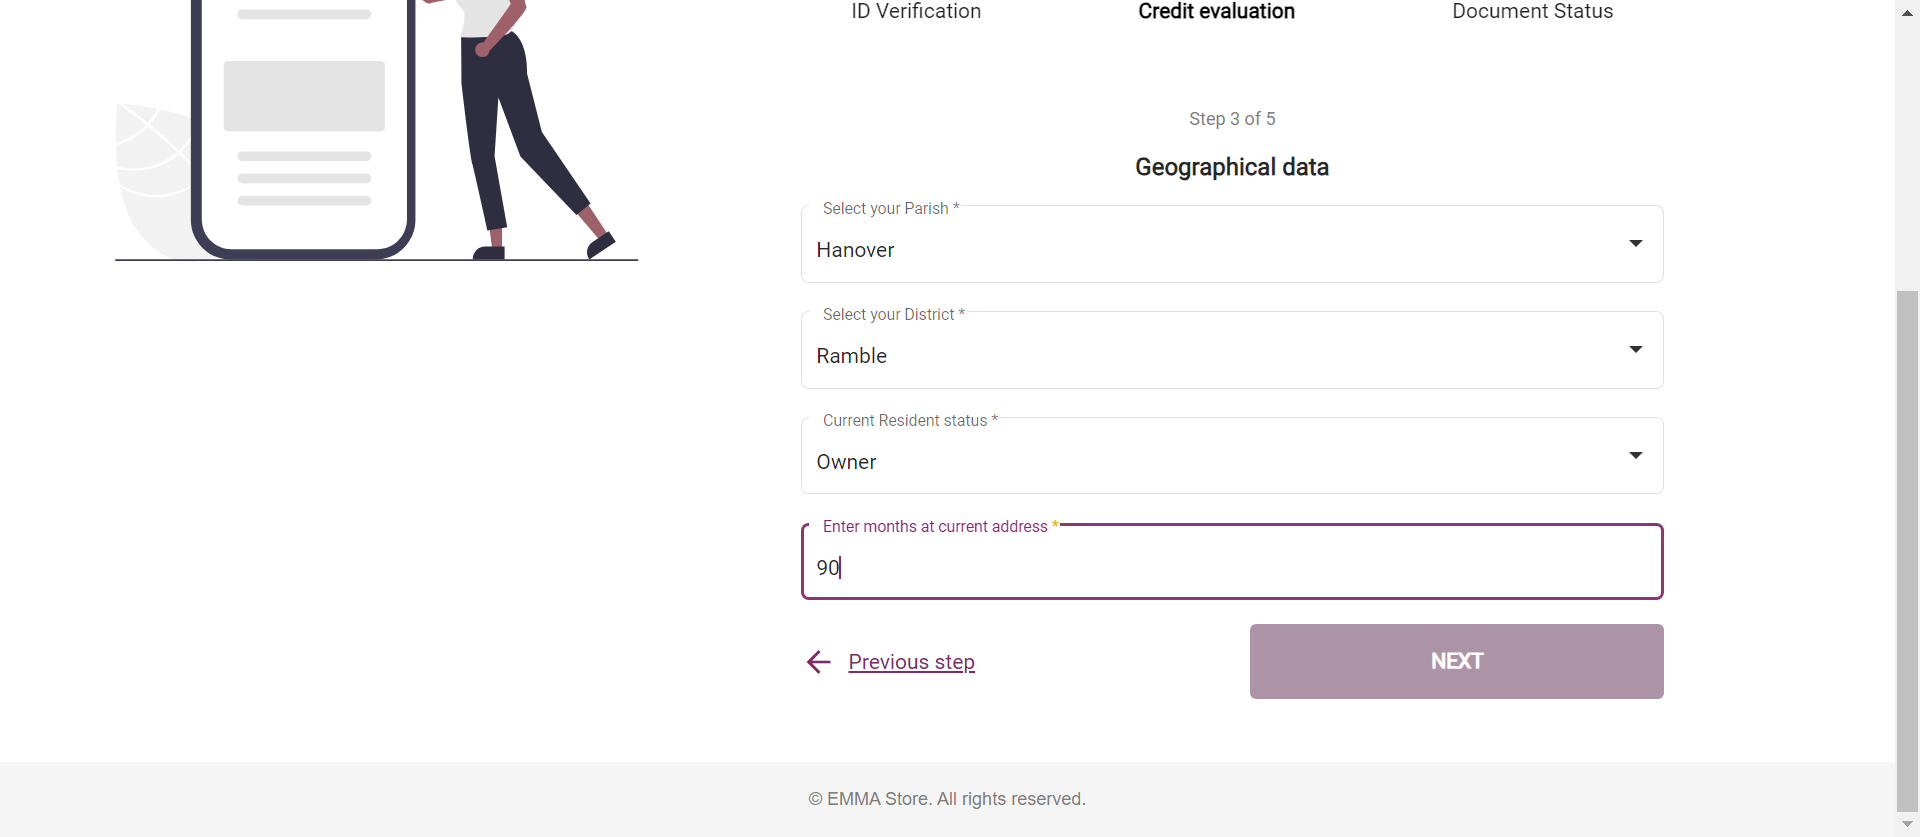 ID Verification
Credit evaluation
Document Status
Step 3 of 5
Geographical data
Select your Parish *
Hanover
Select your District *
Ramble
Current Resident status *
Owner
Enter months at current address *
90
Previous step
NEXT
© EMMA Store. All rights reserved.